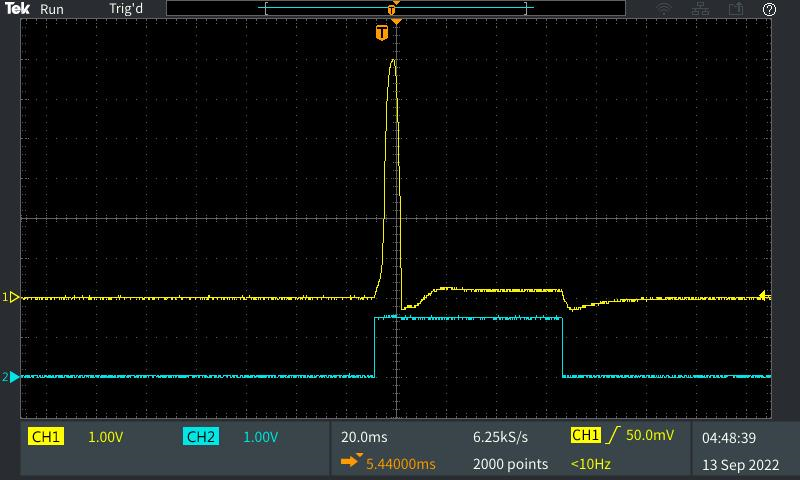 Tek Run Trig'd
T
T
1
2
CH1 1.00V CH2 1.00V 20.0ms 6.25kS/s CH1 50.0mV 04:48:39
5.44000ms 2000 points <10Hz 13 Sep 2022